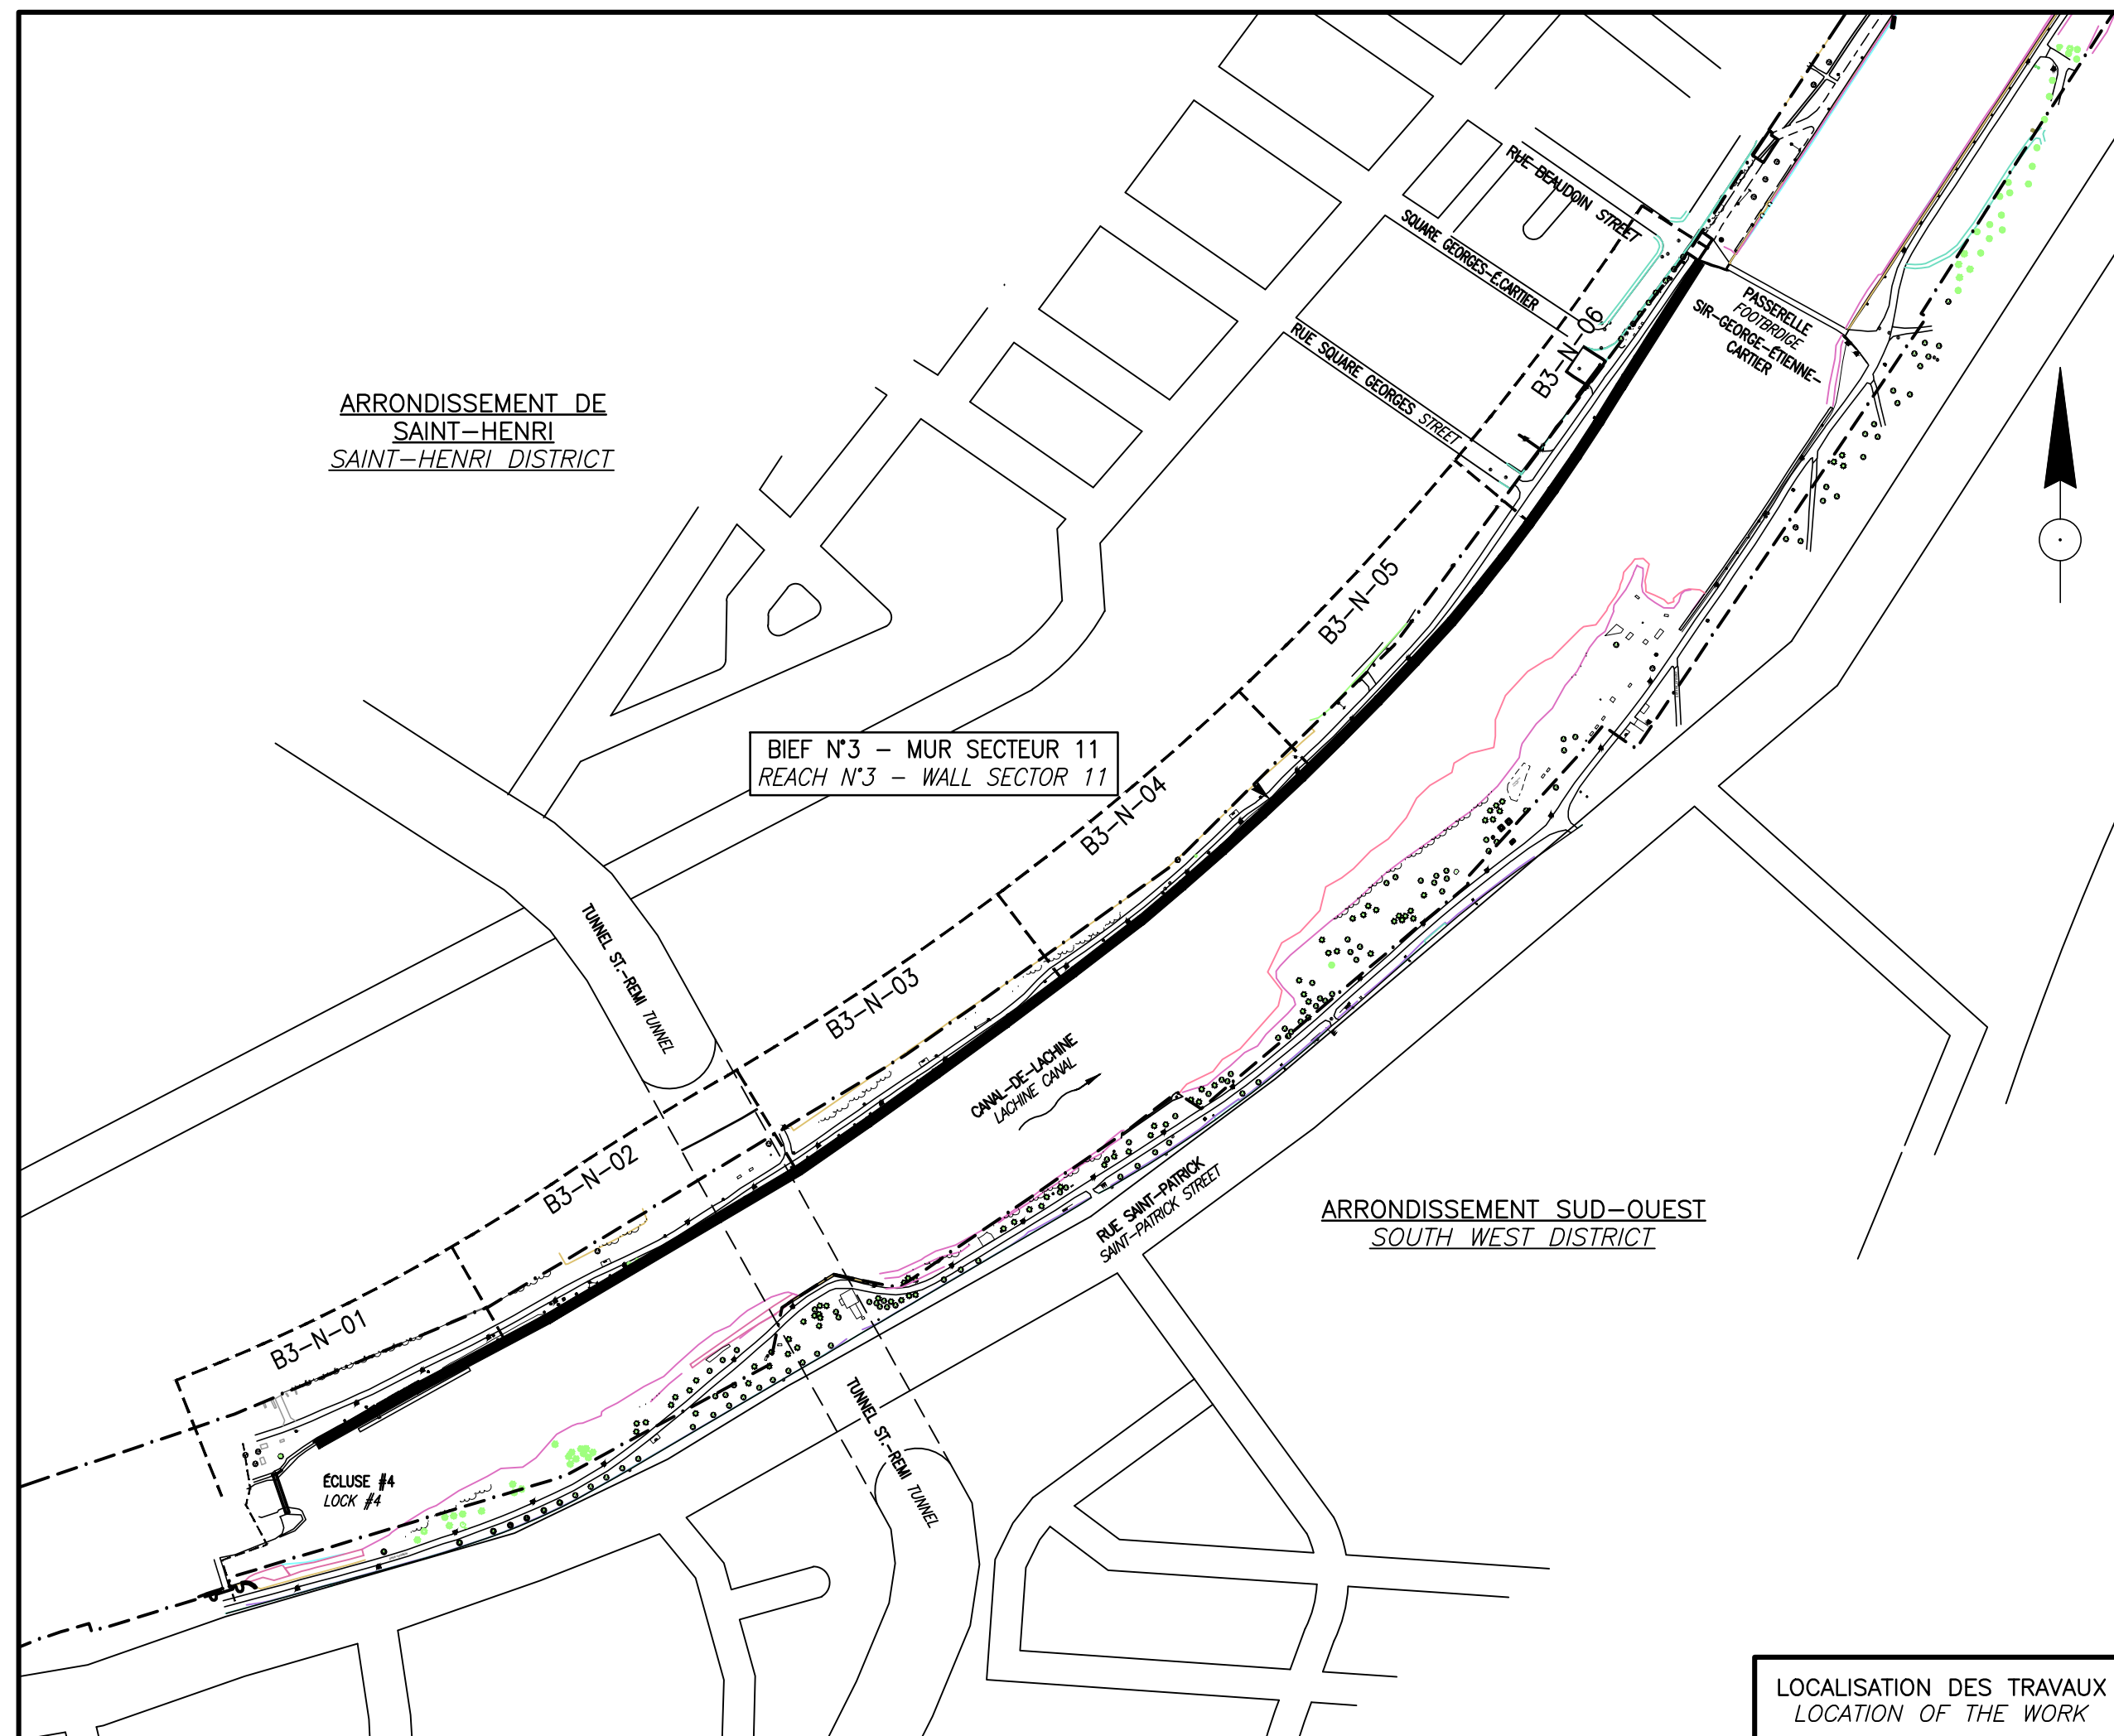 RUE BEAUDOIN STREET
SQUARE GEORGES-É.CARTIER
RUE SQUARE GEORGES STREET
PASSERELLE
FOOTBRDIGE
SIR-GEORGE-ÉTIENNE-
CARTIER
B3-N-06
ARRONDISSEMENT DE
SAINT-HENRI
SAINT-HENRI DISTRICT
B3-N-05
BIEF N°3 - MUR SECTEUR 11
REACH N°3 - WALL SECTOR 11
B3-N-04
TUNNEL ST.-REMI TUNNEL
B3-N-03
CANAL-DE-LACHINE
LACHINE CANAL
B3-N-02
RUE SAINT-PATRICK
SAINT-PATRICK STREET
ARRONDISSEMENT SUD-OUEST
SOUTH WEST DISTRICT
B3-N-01
TUNNEL ST.-REMI TUNNEL
ÉCLUSE #4
LOCK #4
LOCALISATION DES TRAVAUX
LOCATION OF THE WORK